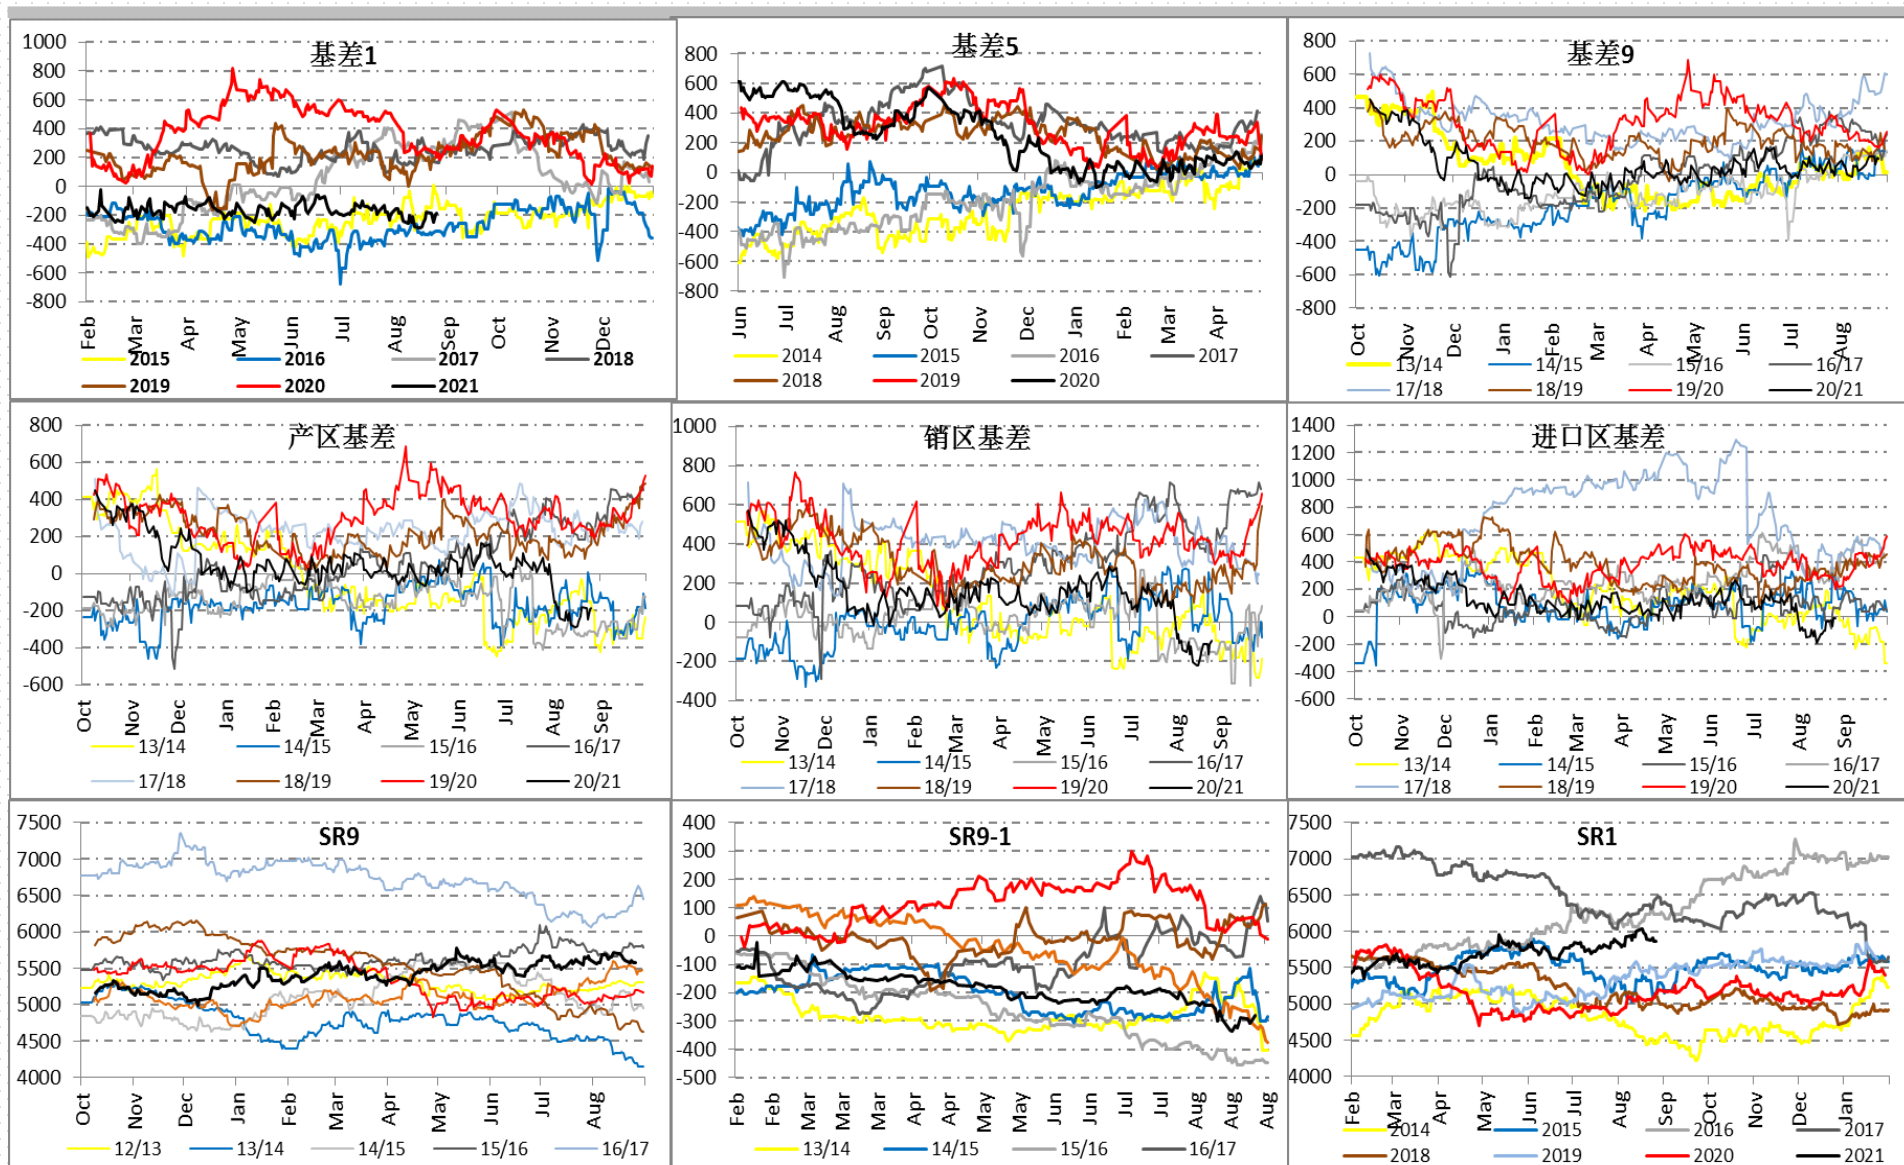 基差1
1000
800
600
400
200
0
-200
-400
-600
-800
Feb Mar Apr May Jun Jul Aug Sep Oct Nov Dec
2015 2016 2017 2018
2019 2020 2021
基差5
800
600
400
200
0
-200
-400
-600
-800
Jun Jul Aug Sep Oct Nov Dec Jan Feb Mar Apr
2014 2015 2016 2017
2018 2019 2020
基差9
800
600
400
200
0
-200
-400
-600
-800
Oct Nov Dec Jan Feb Mar Apr May Jun Jul Aug
13/14 14/15 15/16 16/17
17/18 18/19 19/20 20/21
产区基差
800
600
400
200
0
-200
-400
-600
Oct Nov Dec Jan Feb Mar Apr May Jun Jul Aug Sep
13/14 14/15 15/16 16/17
17/18 18/19 19/20 20/21
销区基差
1000
800
600
400
200
0
-200
-400
Oct Nov Dec Jan Feb Mar Apr May Jun Jul Aug Sep
13/14 14/15 15/16 16/17
17/18 18/19 19/20 20/21
进口区基差
1400
1200
1000
800
600
400
200
0
-200
-400
-600
Oct Nov Dec Jan Feb Mar Apr May Jun Jul Aug Sep
13/14 14/15 15/16 16/17
17/18 18/19 19/20 20/21
SR9
7500
7000
6500
6000
5500
5000
4500
4000
Oct Nov Dec Jan Feb Mar Apr May Jun Jul Aug
12/13 13/14 14/15 15/16 16/17
SR9-1
400
300
200
100
0
-100
-200
-300
-400
-500
Feb Feb Mar Mar Apr Apr May May Jun Jun Jul Jul Aug Aug Aug
13/14 14/15 15/16 16/17
SR1
7500
7000
6500
6000
5500
5000
4500
4000
Feb Mar Apr May Jun Jul Aug Sep Oct Nov Dec Jan
2014 2015 2016 2017
2018 2019 2020 2021